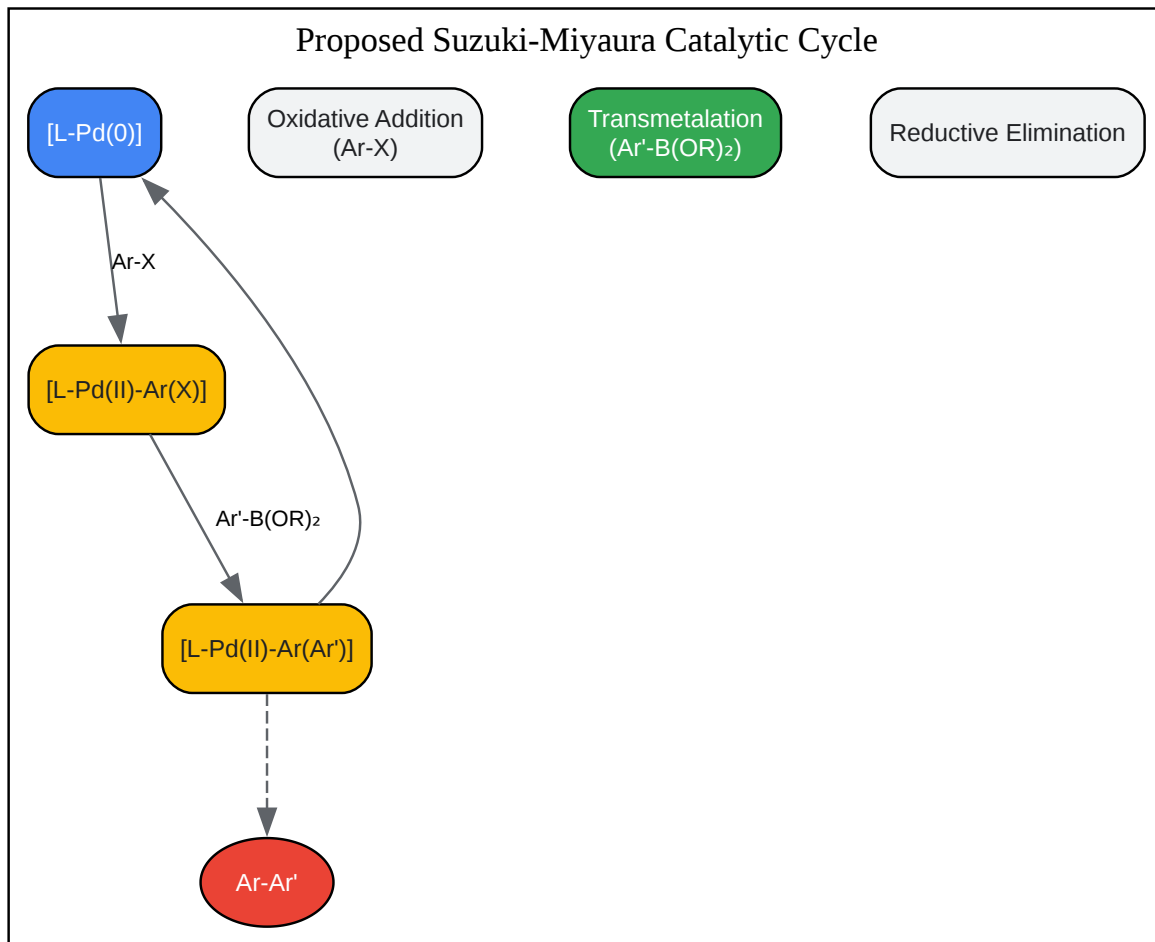 Proposed Suzuki-Miyaura Catalytic Cycle
[L-Pd(0)]
Oxidative Addition
(Ar-X)
Transmetalation
(Ar'-B(OR)₂)
Reductive Elimination
Ar-X
[L-Pd(II)-Ar(X)]
Ar'-B(OR)₂
[L-Pd(II)-Ar(Ar')]
Ar-Ar'